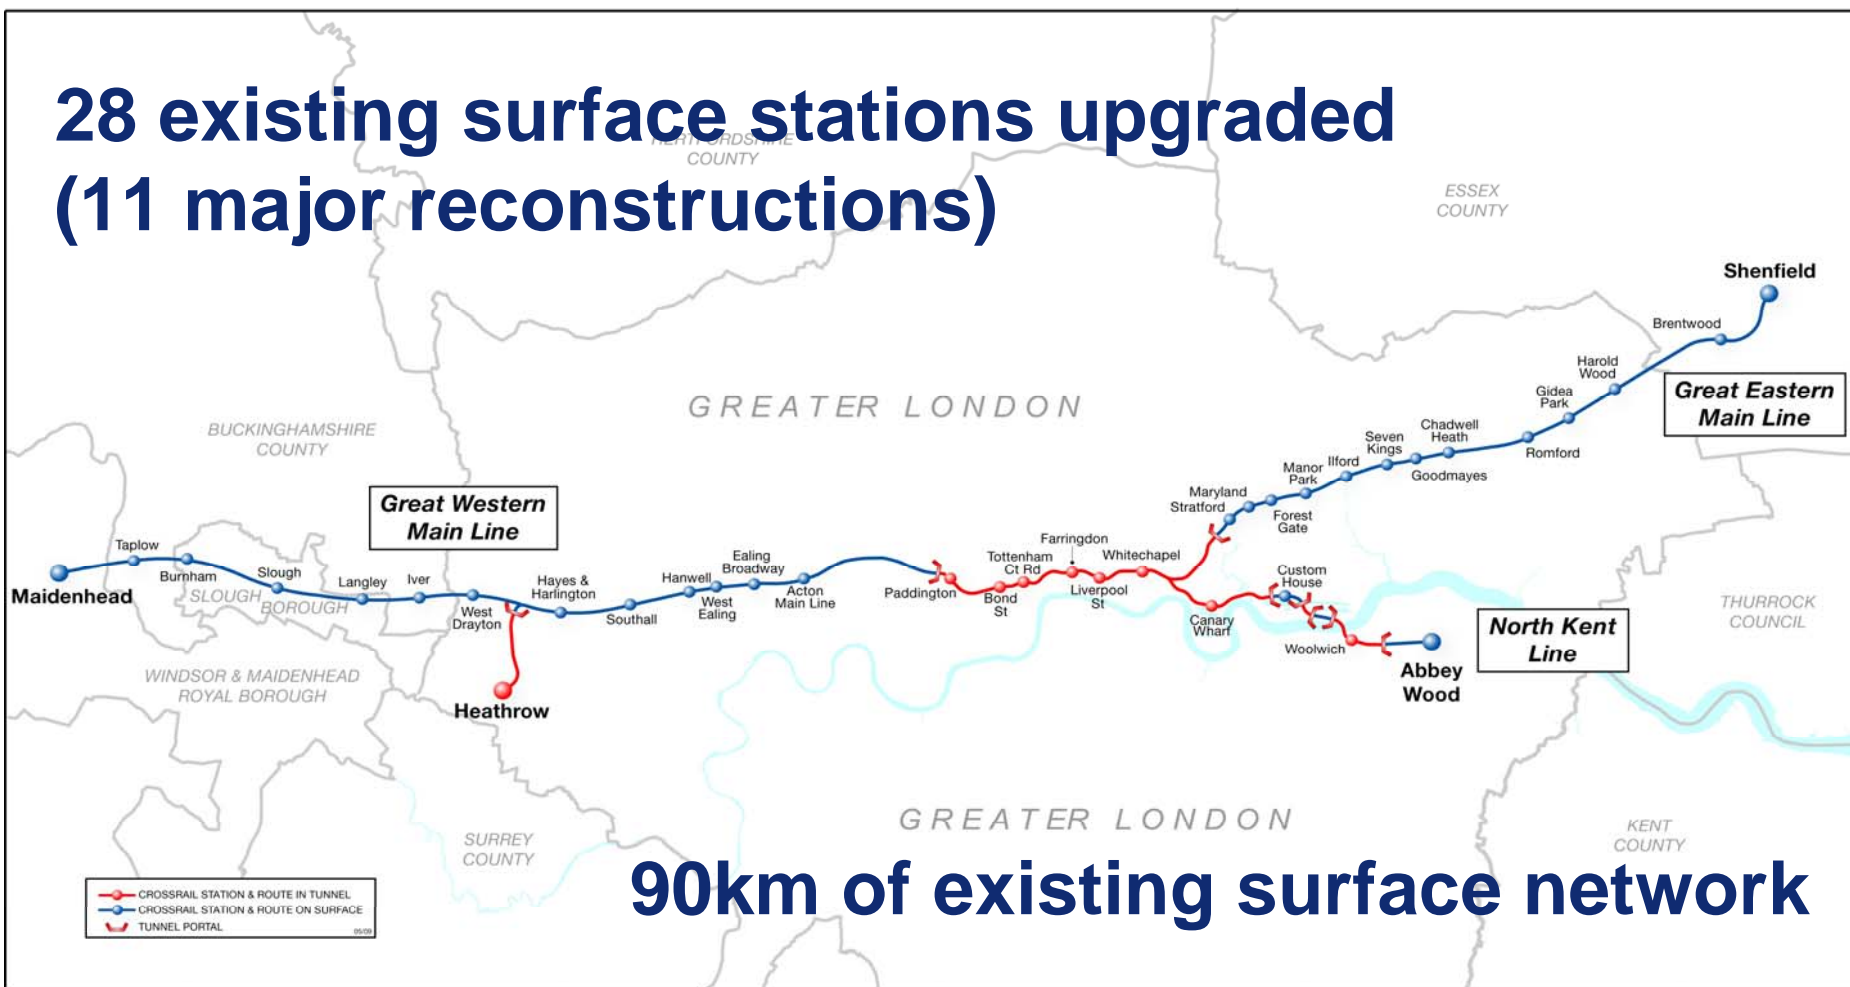 28 existing surface stations upgraded
(11 major reconstructions)
HERTFORDSHIRE
COUNTY
ESSEX
COUNTY
Shenfield
Brentwood
Harold
Wood
Great Eastern
Main Line
Gidea
Park
GREATER LONDON
Chadwell
Heath
Seven
Kings
Romford
BUCKINGHAMSHIRE
COUNTY
Ilford
Manor
Park
Goodmayes
Maryland
Stratford
Forest
Gate
Great Western
Main Line
Taplow
Burnham
Slough
Langley
Iver
West
Drayton
Hayes &
Harlington
Southall
Hanwell
West
Ealing
Ealing
Broadway
Acton
Main Line
Paddington
Bond
St
Tottenham
Ct Rd
Farringdon
Liverpool
St
Whitechapel
Canary
Wharf
Custom
House
Maidenhead
SLOUGH
BOROUGH
THURROCK
COUNCIL
North Kent
Line
Woolwich
Abbey
Wood
WINDSOR & MAIDENHEAD
ROYAL BOROUGH
Heathrow
GREATER LONDON
SURREY
COUNTY
KENT
COUNTY
90km of existing surface network
CROSSRAIL STATION & ROUTE IN TUNNEL
CROSSRAIL STATION & ROUTE ON SURFACE
TUNNEL PORTAL
05/09